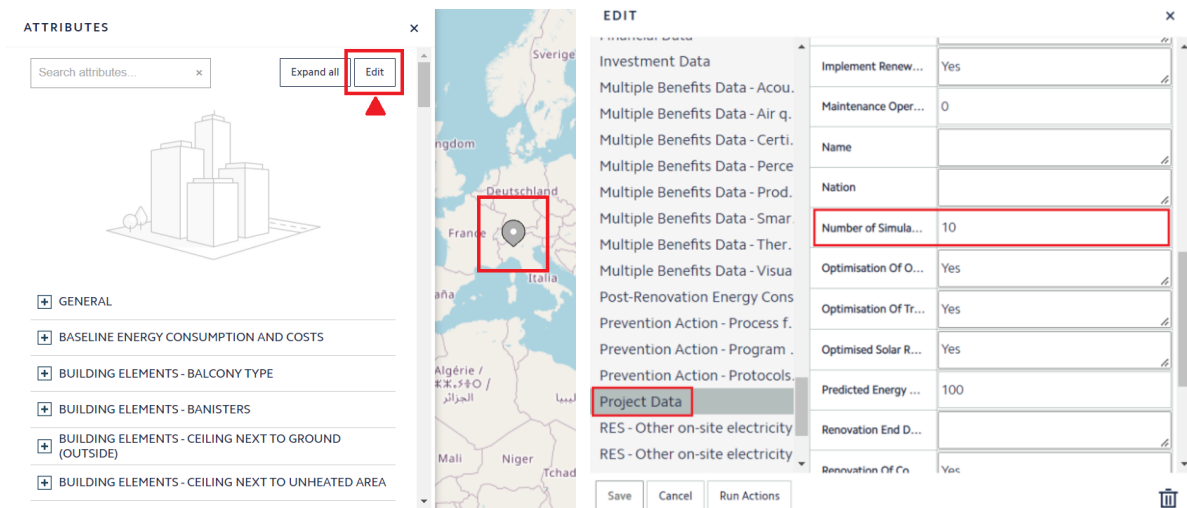 ATTRIBUTES
×
Search attributes...
×
Expand all
Edit
GENERAL
BASELINE ENERGY CONSUMPTION AND COSTS
BUILDING ELEMENTS - BALCONY TYPE
BUILDING ELEMENTS - BANISTERS
BUILDING ELEMENTS - CEILING NEXT TO GROUND
(OUTSIDE)
BUILDING ELEMENTS - CEILING NEXT TO UNHEATED AREA
Sverige
ngdom
Deutschland
France
Italia
aña
Algérie /
الجزائر
Mali
Niger
Tchad
EDIT
×
Financial Data
Investment Data
Multiple Benefits Data - Acou.
Multiple Benefits Data - Air q.
Multiple Benefits Data - Certi.
Multiple Benefits Data - Perce
Multiple Benefits Data - Prod.
Multiple Benefits Data - Smar
Multiple Benefits Data - Ther.
Multiple Benefits Data - Visua
Post-Renovation Energy Cons
Prevention Action - Process f.
Prevention Action - Program .
Prevention Action - Protocols.
Project Data
RES - Other on-site electricity
RES - Other on-site electricity
Implement Renew... Yes
Maintenance Oper... 0
Name
Nation
Number of Simula... 10
Optimisation Of O... Yes
Optimisation Of Tr... Yes
Optimised Solar R... Yes
Predicted Energy ... 100
Renovation End D...
Renovation Of Co... Yes
Save
Cancel
Run Actions